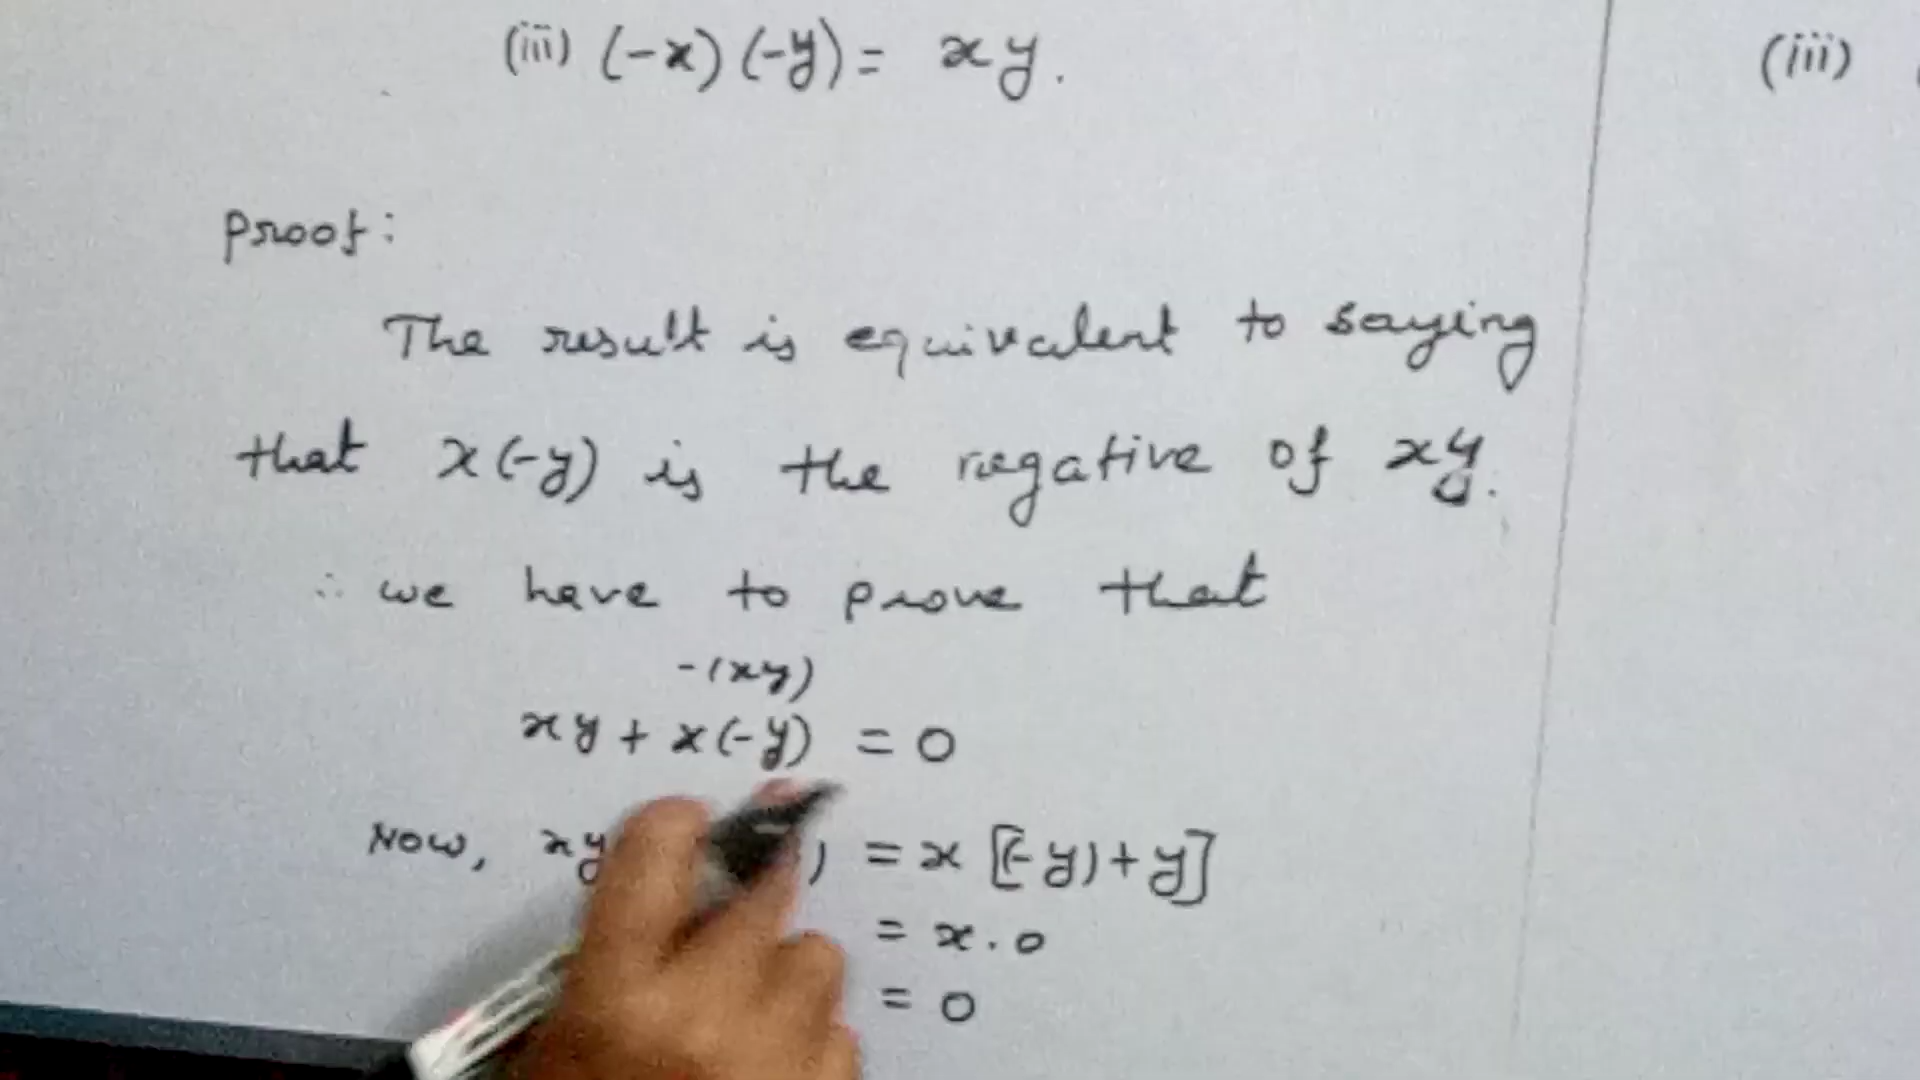 (iii) (-x)(-y) = xy.
(iii)
Proof:
The result is equivalent to saying
that x(-y) is the negative of xy.
∴ we have to prove that
-(xy)
xy + x(-y) = 0
Now, xy ) = x [(-y)+y]
= x.0
= 0